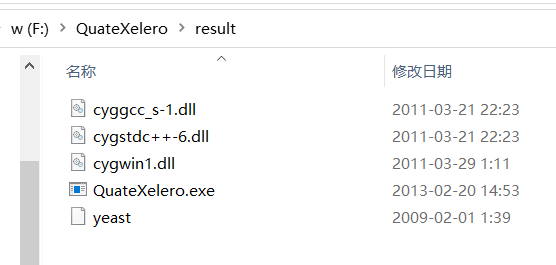 w (F:) > QuateXelero > result
名称 修改日期
cyggcc_s-1.dll 2011-03-21 22:23
cygstdc++-6.dll 2011-03-21 22:23
cygwin1.dll 2011-03-29 1:11
QuateXelero.exe 2013-02-20 14:53
yeast 2009-02-01 1:39